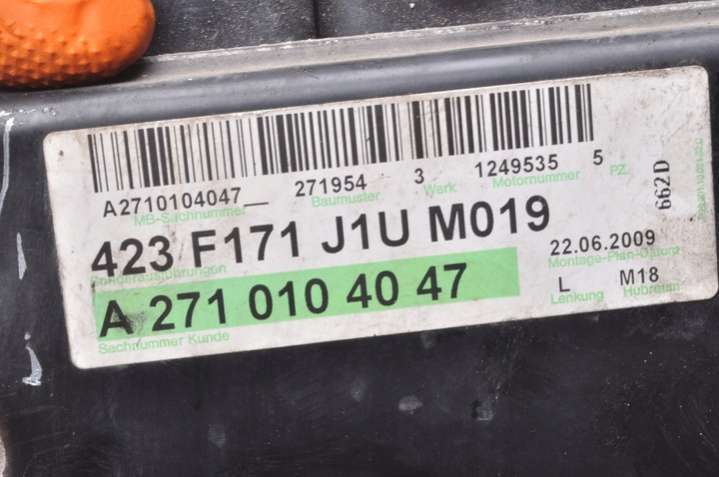 A2710104047_ 271954 3 1249535 5
MB-Sachnummer Baumuster Werk Motornummer PZ
423 F171 J1U M019
662D
Sonderausführungen
22.06.2009
Montage-Plan-Datum
A 271 010 40 47
L M18
Lenkung Hubraum
Sachnummer Kunde